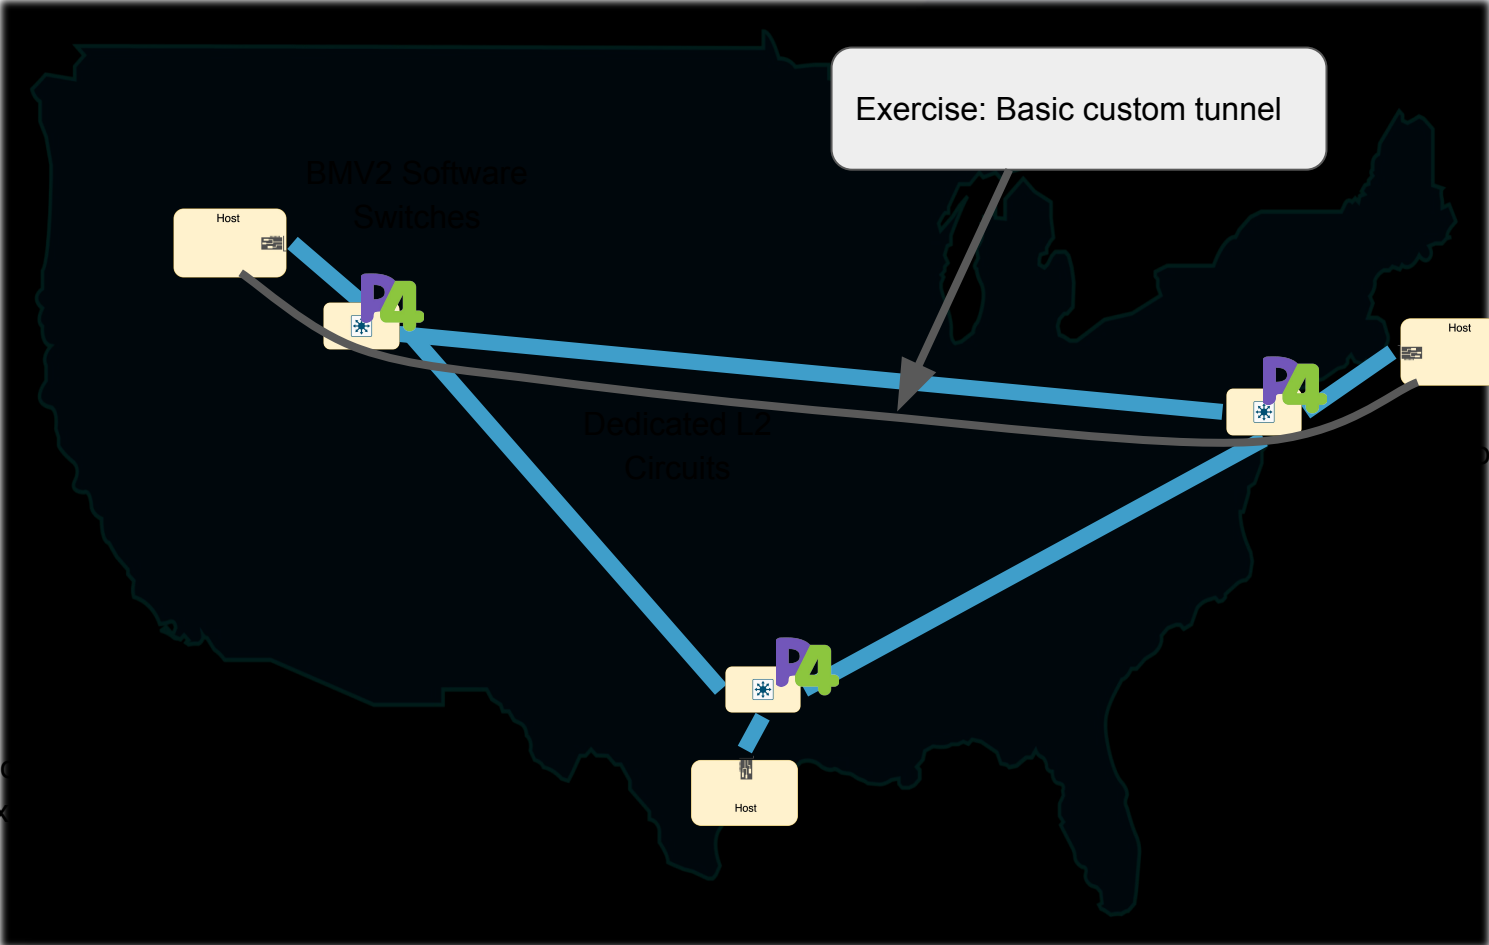 Exercise: Basic custom tunnel
BMV2 Software
Switches
Host
P4
Host
P4
Dedicated L2
Circuits
P4
Host